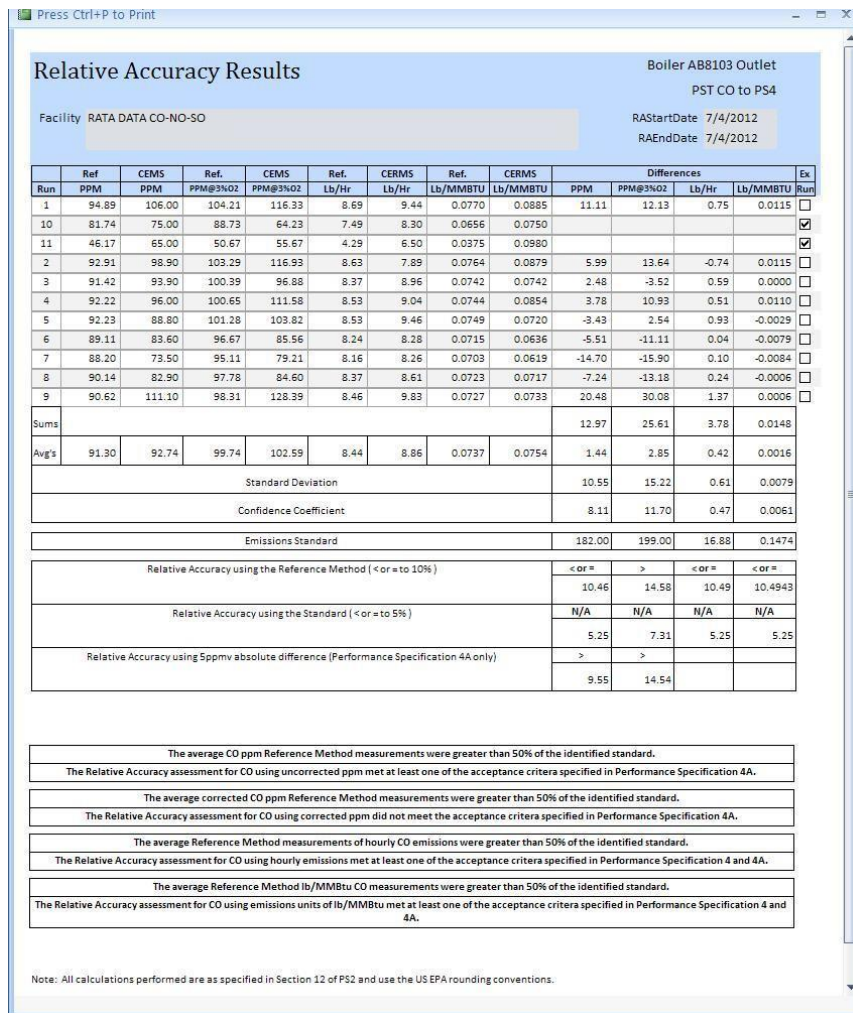 Press Ctrl+P to Print
Relative Accuracy Results
Boiler AB8103 Outlet
PST CO to PS4
Facility RATA DATA CO-NO-SO
RAStartDate 7/4/2012
RAEndDate 7/4/2012
Ref CEMS Ref. CEMS Ref. CERMS Ref. CERMS Differences Ex
Run PPM PPM PPM@3%O2 PPM@3%O2 Lb/Hr Lb/Hr Lb/MMBTU Lb/MMBTU PPM PPM@3%O2 Lb/Hr Lb/MMBTU Run
1 94.89 106.00 104.21 116.33 8.69 9.44 0.0770 0.0885 11.11 12.13 0.75 0.0115
10 81.74 75.00 88.73 64.23 7.49 8.30 0.0656 0.0750
11 46.17 65.00 50.67 55.67 4.29 6.50 0.0375 0.0980
2 92.91 98.90 103.29 116.93 8.63 7.89 0.0764 0.0879 5.99 13.64 -0.74 0.0115
3 91.42 93.90 100.39 96.88 8.37 8.96 0.0742 0.0742 2.48 -3.52 0.59 0.0000
4 92.22 96.00 100.65 111.58 8.53 9.04 0.0744 0.0854 3.78 10.93 0.51 0.0110
5 92.23 88.80 101.28 103.82 8.53 9.46 0.0749 0.0720 -3.43 2.54 0.93 -0.0029
6 89.11 83.60 96.67 85.56 8.24 8.28 0.0715 0.0636 -5.51 -11.11 0.04 -0.0079
7 88.20 73.50 95.11 79.21 8.16 8.26 0.0703 0.0619 -14.70 -15.90 0.10 -0.0084
8 90.14 82.90 97.78 84.60 8.37 8.61 0.0723 0.0717 -7.24 -13.18 0.24 -0.0006
9 90.62 111.10 98.31 128.39 8.46 9.83 0.0727 0.0733 20.48 30.08 1.37 0.0006
Sums 12.97 25.61 3.78 0.0148
Avg's 91.30 92.74 99.74 102.59 8.44 8.86 0.0737 0.0754 1.44 2.85 0.42 0.0016
Standard Deviation 10.55 15.22 0.61 0.0079
Confidence Coefficient 8.11 11.70 0.47 0.0061
Emissions Standard 182.00 199.00 16.88 0.1474
Relative Accuracy using the Reference Method ( < or = to 10% ) < or = > < or = < or =
10.46 14.58 10.49 10.4943
Relative Accuracy using the Standard ( < or = to 5% ) N/A N/A N/A N/A
5.25 7.31 5.25 5.25
Relative Accuracy using 5ppmv absolute difference (Performance Specification 4A only) > >
9.55 14.54
The average CO ppm Reference Method measurements were greater than 50% of the identified standard.
The Relative Accuracy assessment for CO using uncorrected ppm met at least one of the acceptance critera specified in Performance Specification 4A.
The average corrected CO ppm Reference Method measurements were greater than 50% of the identified standard.
The Relative Accuracy assessment for CO using corrected ppm did not meet the acceptance critera specified in Performance Specification 4A.
The average Reference Method measurements of hourly CO emissions were greater than 50% of the identified standard.
The Relative Accuracy assessment for CO using hourly emissions met at least one of the acceptance critera specified in Performance Specification 4 and 4A.
The average Reference Method lb/MMBtu CO measurements were greater than 50% of the identified standard.
The Relative Accuracy assessment for CO using emissions units of lb/MMBtu met at least one of the acceptance critera specified in Performance Specification 4 and
4A.
Note: All calculations performed are as specified in Section 12 of PS2 and use the US EPA rounding conventions.